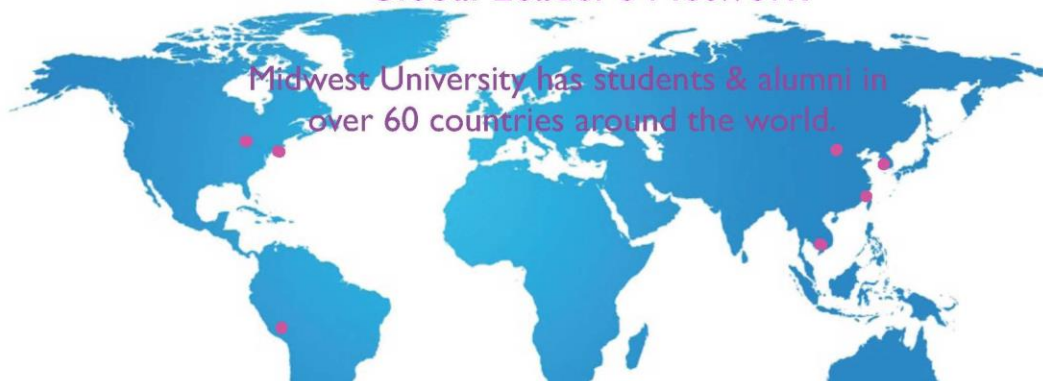 Midwest University has students & alumni in
over 60 countries around the world.